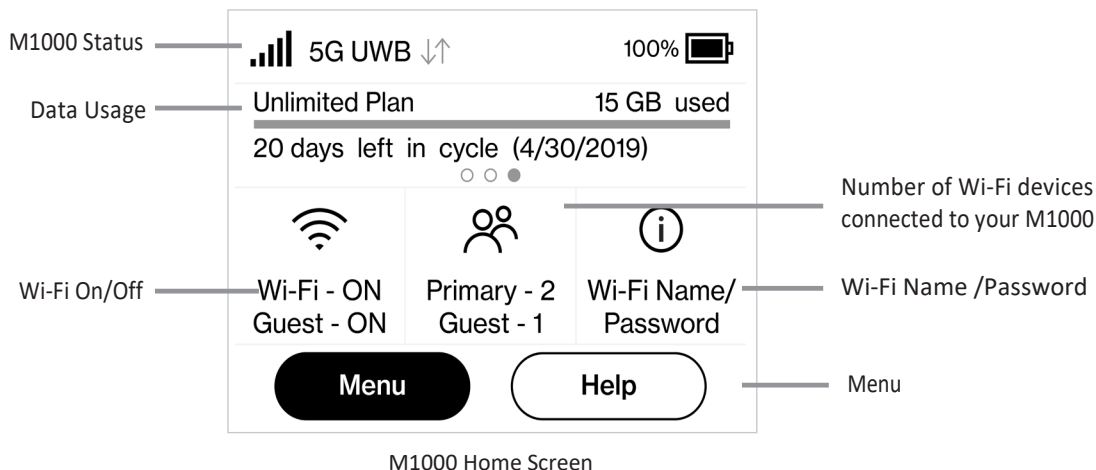 M1000 Status
5G UWB
100%
Data Usage
Unlimited Plan 15 GB used
20 days left in cycle (4/30/2019)
Number of Wi-Fi devices
connected to your M1000
Wi-Fi On/Off
Wi-Fi - ON
Guest - ON
Primary - 2
Guest - 1
Wi-Fi Name/
Password
Wi-Fi Name /Password
Menu
Help
Menu
M1000 Home Screen